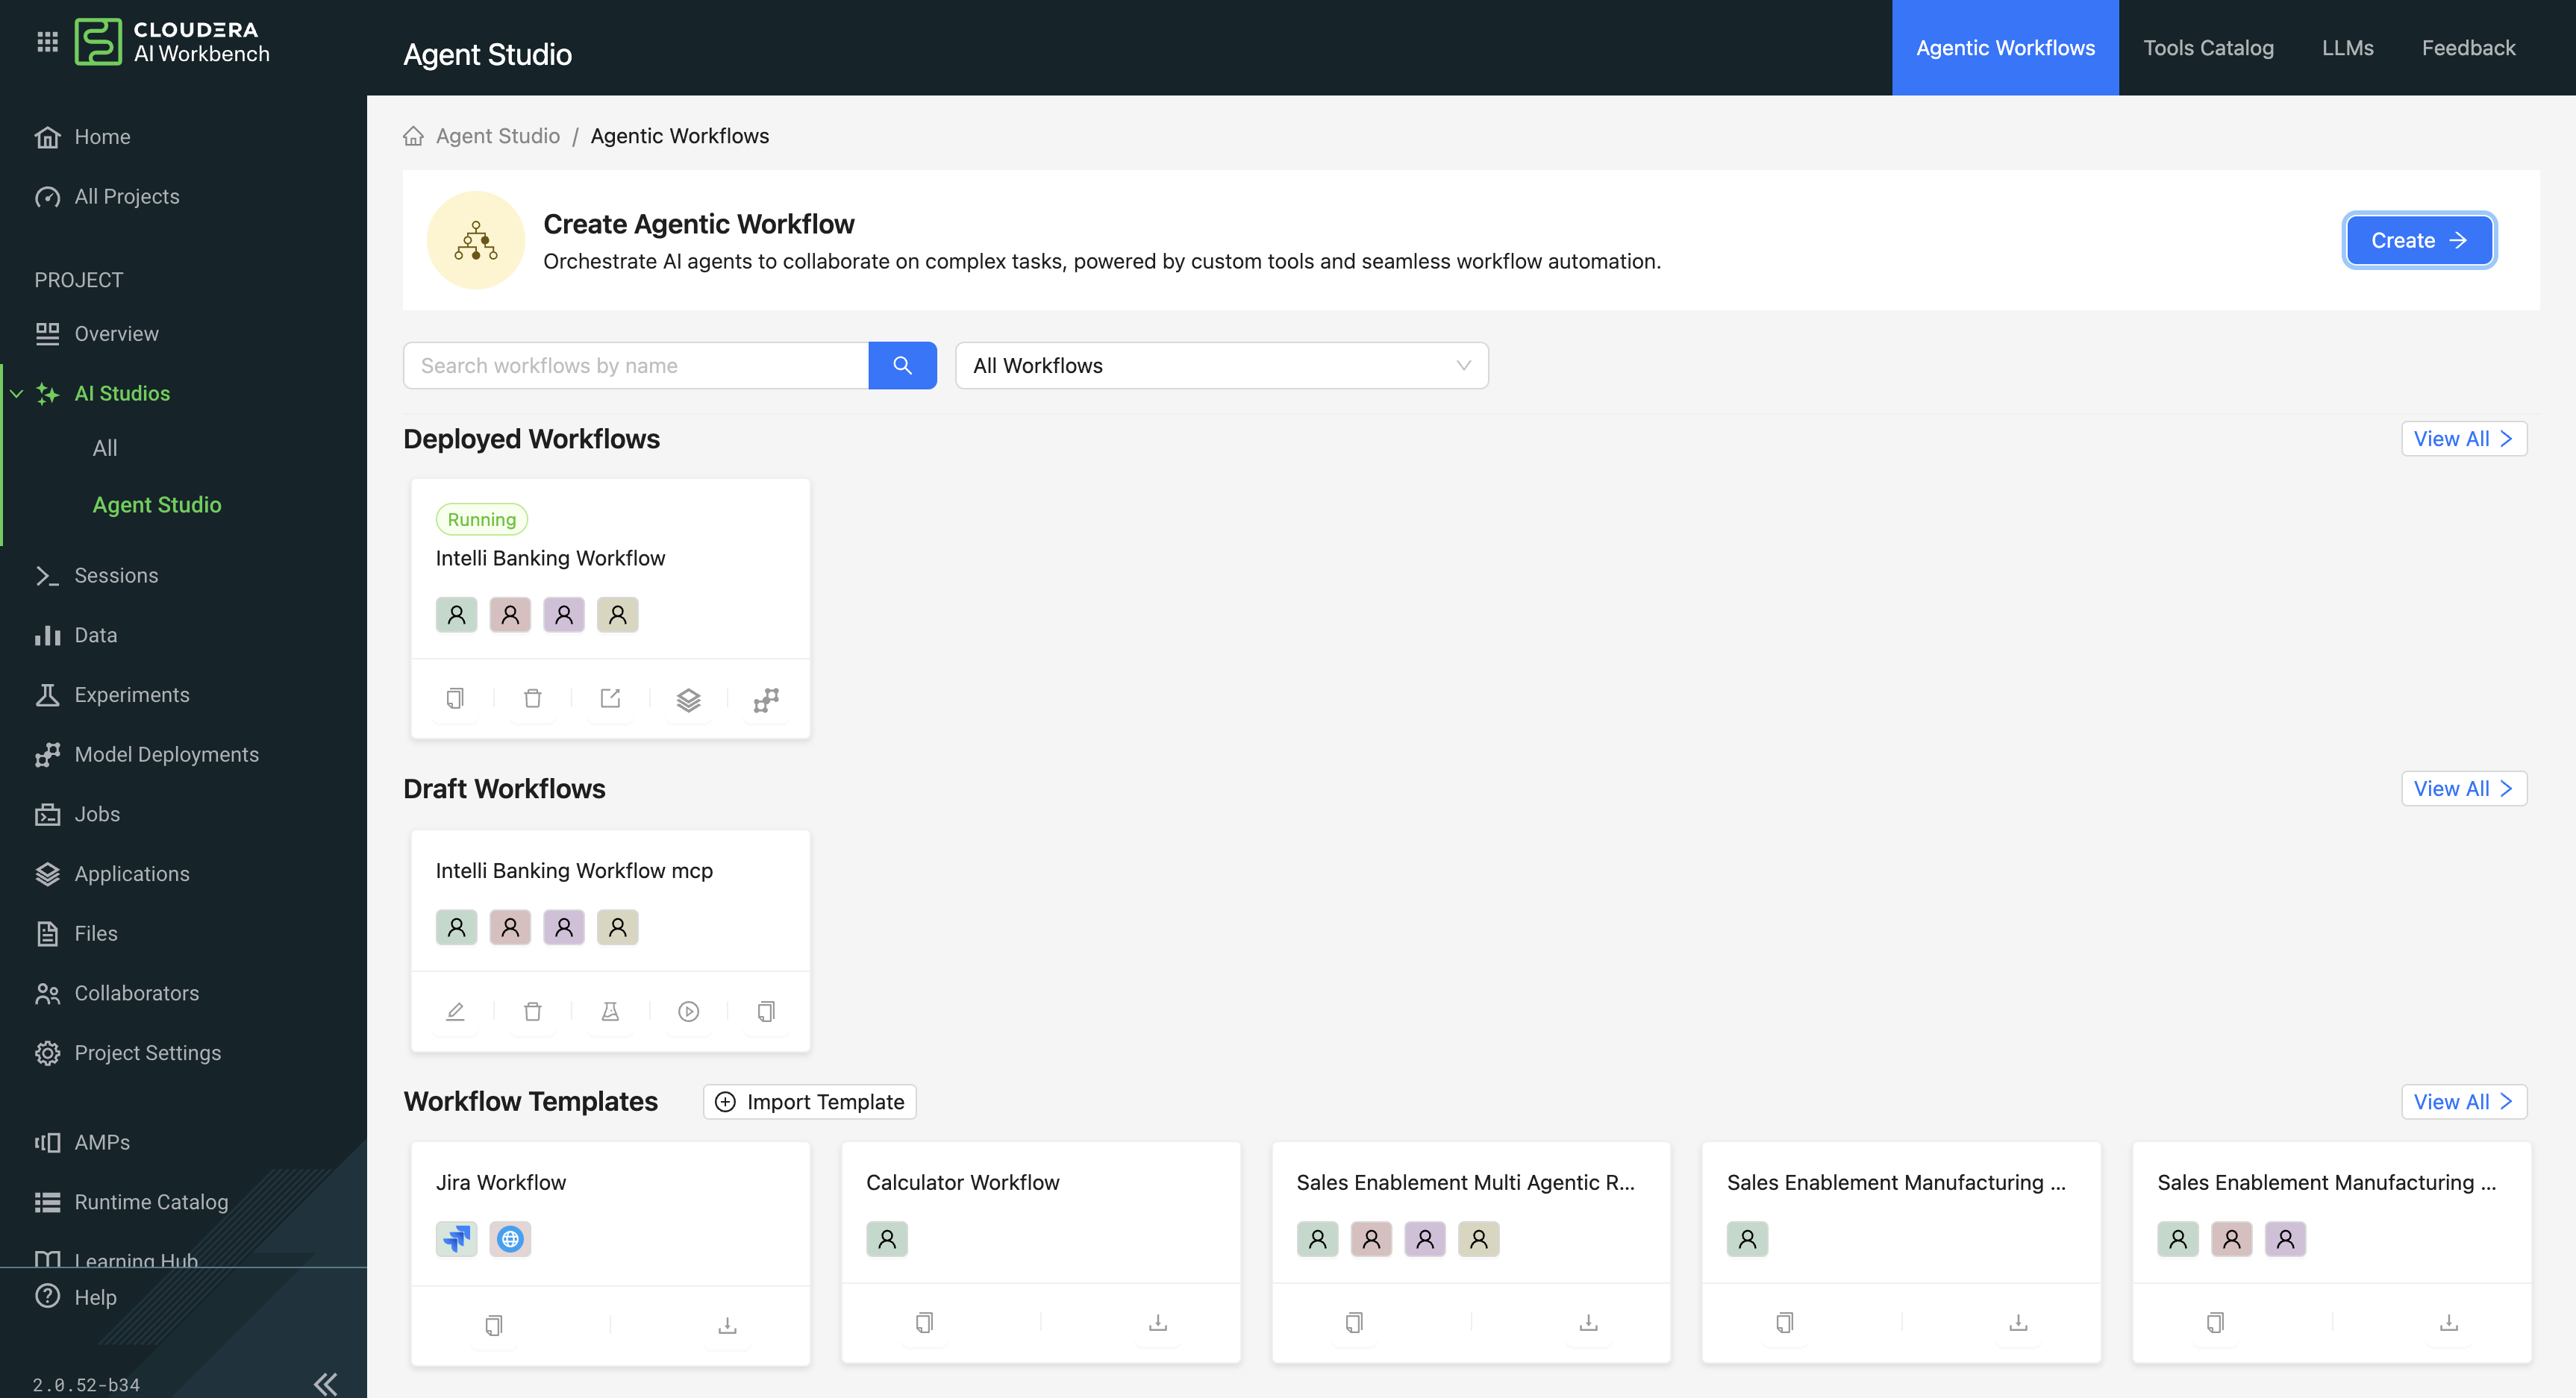 CLOUDERA
AI Workbench
Agent Studio
Agentic Workflows
Tools Catalog
LLMs
Feedback
Home
All Projects
PROJECT
Overview
AI Studios
All
Agent Studio
Sessions
Data
Experiments
Model Deployments
Jobs
Applications
Files
Collaborators
Project Settings
AMPs
Runtime Catalog
Learning Hub
Help
2.0.52-b34
Agent Studio / Agentic Workflows
Create Agentic Workflow
Orchestrate AI agents to collaborate on complex tasks, powered by custom tools and seamless workflow automation.
Create
Search workflows by name
All Workflows
Deployed Workflows
View All
Running
Intelli Banking Workflow
Draft Workflows
View All
Intelli Banking Workflow mcp
Workflow Templates
Import Template
View All
Jira Workflow
Calculator Workflow
Sales Enablement Multi Agentic R...
Sales Enablement Manufacturing ...
Sales Enablement Manufacturing ...